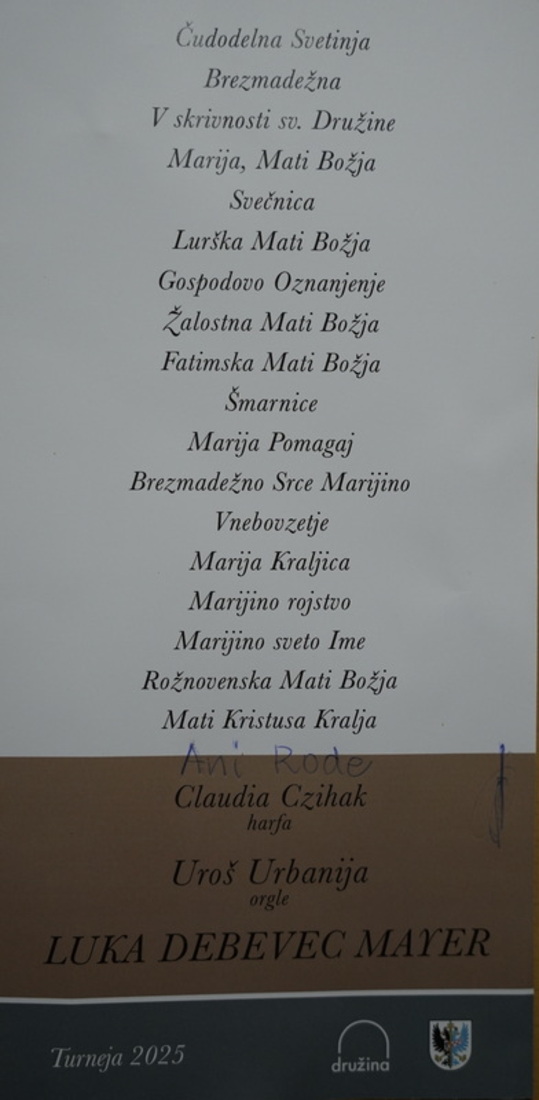 Čudodelna Svetinja
Brezmadežna
V skrivnosti sv. Družine
Marija, Mati Božja
Svečnica
Lurška Mati Božja
Gospodovo Oznanjenje
Žalostna Mati Božja
Fatimska Mati Božja
Šmarnice
Marija Pomagaj
Brezmadežno Srce Marijino
Vnebovzetje
Marija Kraljica
Marijino rojstvo
Marijino sveto Ime
Rožnovenska Mati Božja
Mati Kristusa Kralja
Ani Rode
Claudia Czihak
harfa
Uroš Urbanija
orgle
LUKA DEBEVEC MAYER
Turneja 2025
družina